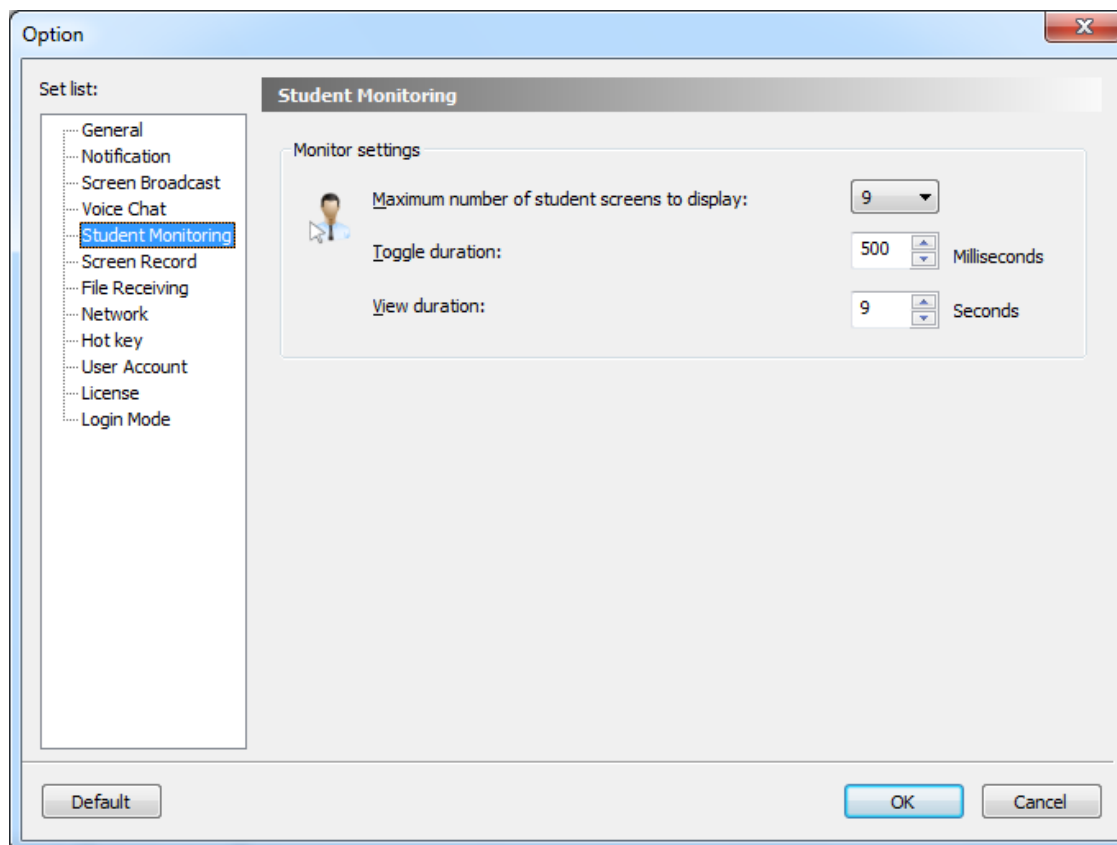 Option
Set list:
General
Notification
Screen Broadcast
Voice Chat
Student Monitoring
Screen Record
File Receiving
Network
Hot key
User Account
License
Login Mode
Student Monitoring
Monitor settings
Maximum number of student screens to display: 9
Toggle duration: 500 Milliseconds
View duration: 9 Seconds
Default OK Cancel